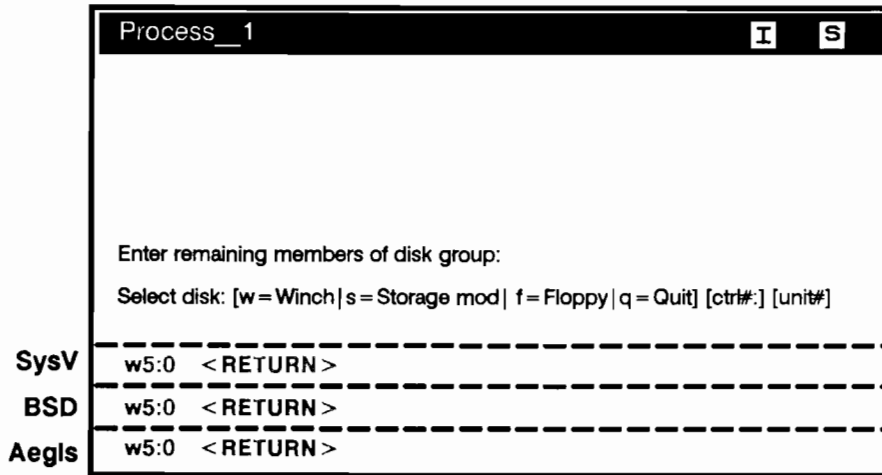 Process__1 I S
Enter remaining members of disk group:
Select disk: [w=Winch|s=Storage mod| f=Floppy|q=Quit] [ctrl#:] [unit#]
SysV w5:0 <RETURN>
BSD w5:0 <RETURN>
Aegis w5:0 <RETURN>